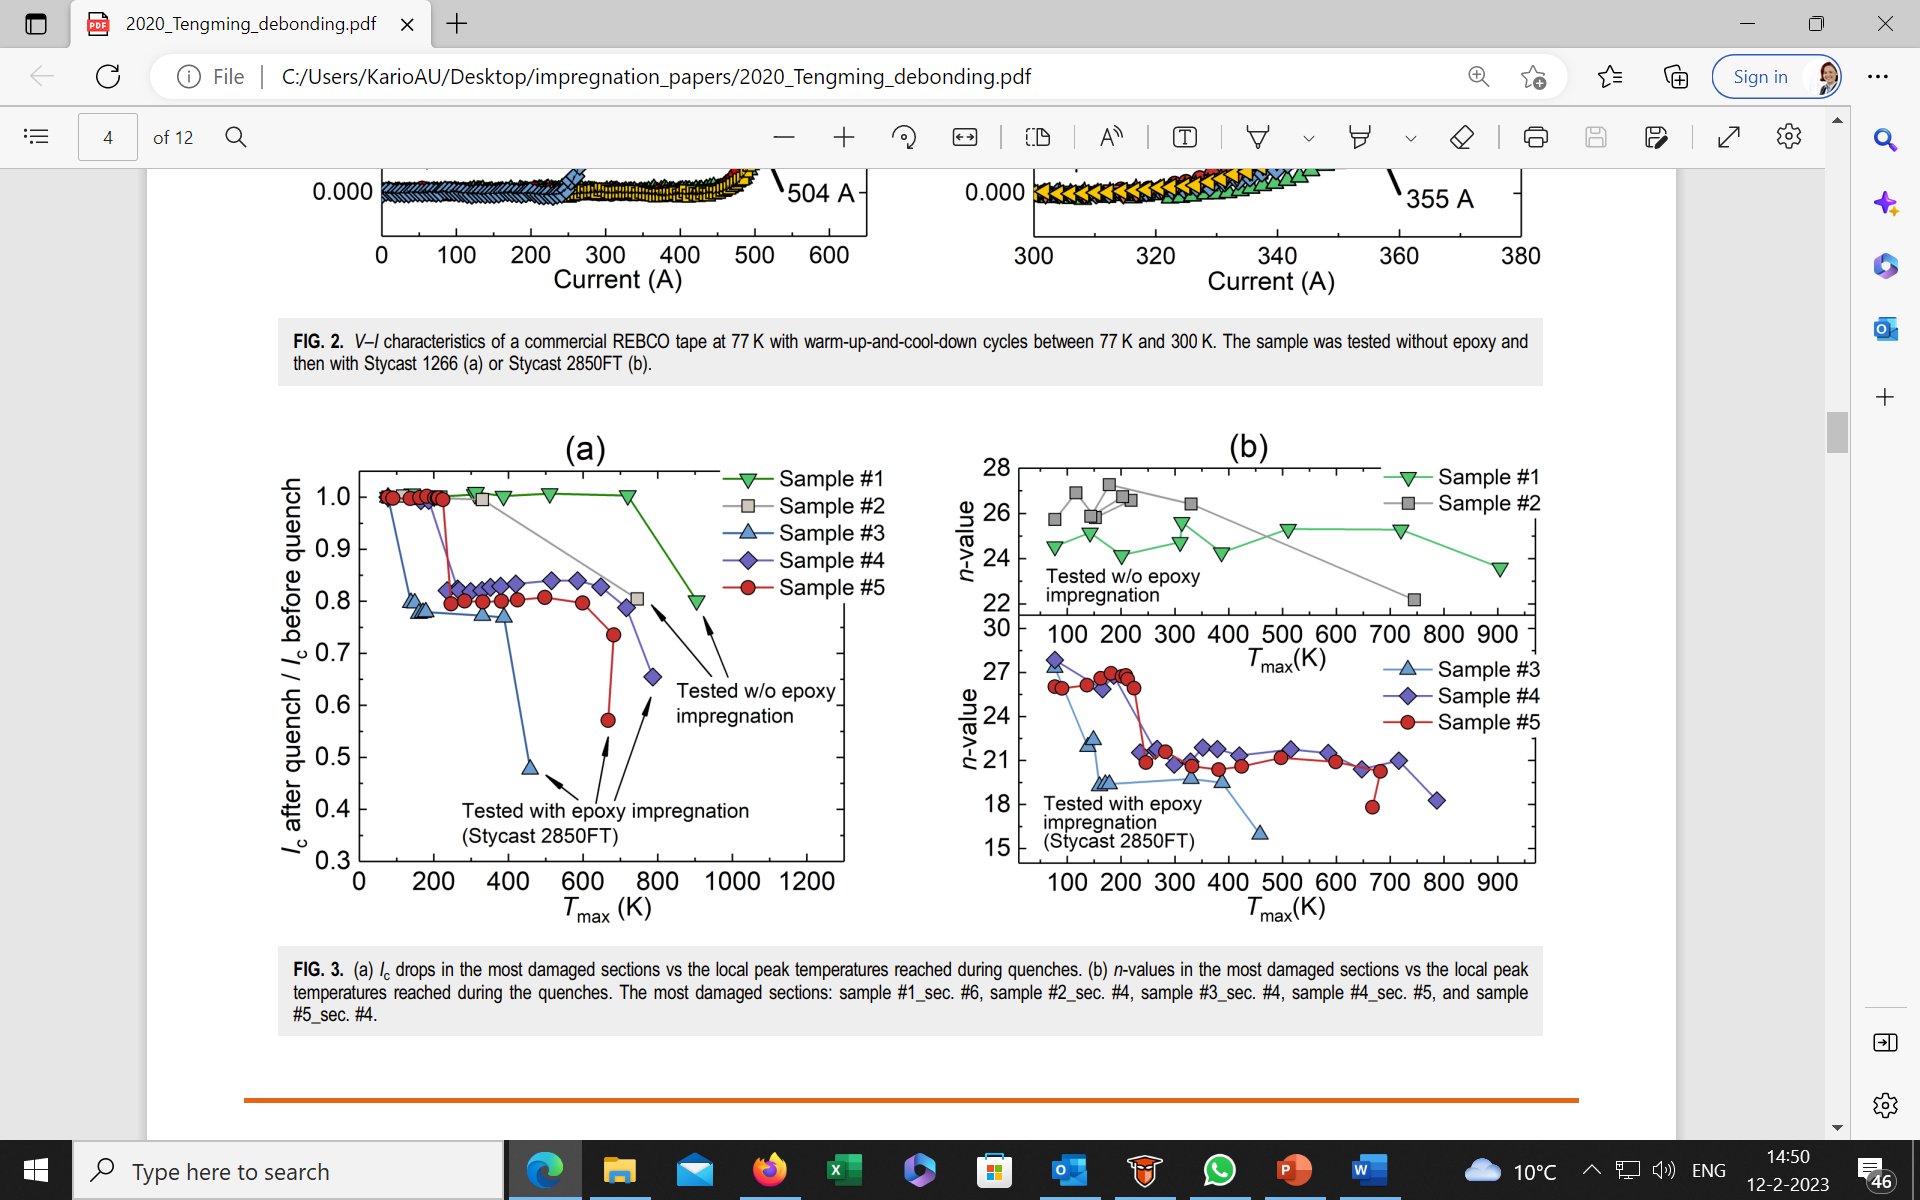 2020_Tengming_debonding.pdf
File
C:/Users/KarioAU/Desktop/impregnation_papers/2020_Tengming_debonding.pdf
Sign in
4
of 12
0.000
504 A
0 100 200 300 400 500 600
Current (A)
0.000
355 A
300 320 340 360 380
Current (A)
FIG. 2. V–I characteristics of a commercial REBCO tape at 77 K with warm-up-and-cool-down cycles between 77 K and 300 K. The sample was tested without epoxy and
then with Stycast 1266 (a) or Stycast 2850FT (b).
(a)
Ic after quench / Ic before quench
1.0
0.9
0.8
0.7
0.6
0.5
0.4
0.3
Sample #1
Sample #2
Sample #3
Sample #4
Sample #5
Tested w/o epoxy
impregnation
Tested with epoxy impregnation
(Stycast 2850FT)
0 200 400 600 800 1000 1200
Tmax (K)
(b)
n-value
28
26
24
22
Sample #1
Sample #2
Tested w/o epoxy
impregnation
100 200 300 400 500 600 700 800 900
Tmax(K)
n-value
30
27
24
21
18
15
Sample #3
Sample #4
Sample #5
Tested with epoxy
impregnation
(Stycast 2850FT)
100 200 300 400 500 600 700 800 900
Tmax(K)
FIG. 3. (a) Ic drops in the most damaged sections vs the local peak temperatures reached during quenches. (b) n-values in the most damaged sections vs the local peak
temperatures reached during the quenches. The most damaged sections: sample #1_sec. #6, sample #2_sec. #4, sample #3_sec. #4, sample #4_sec. #5, and sample
#5_sec. #4.
Type here to search
10°C
ENG
14:50
12-2-2023
46